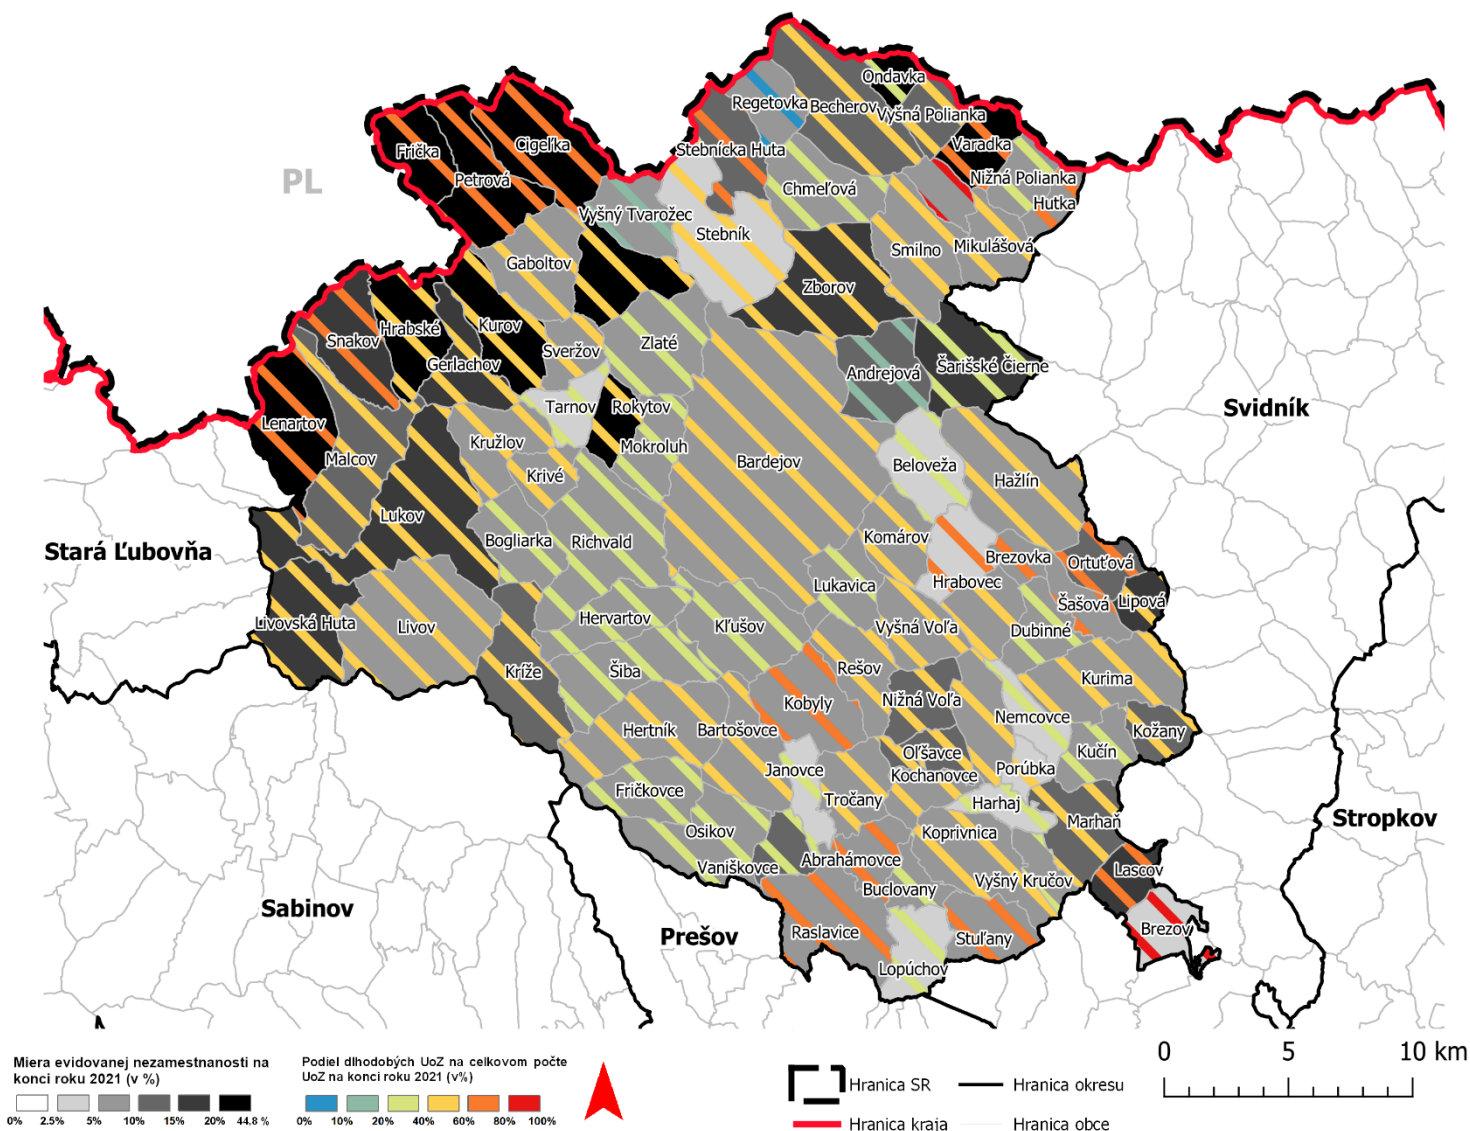 Ondavka
Regetovka
Becherov
Vyšná Polianka
Frička
Cigeľka
Stebnícka Huta
Varadka
PL
Petrová
Nižná Polianka
Chmeľová
Hutka
Vyšný Tvarožec
Stebník
Smilno
Mikulášová
Gaboltov
Zborov
Hrabské
Kurov
Snakov
Zlaté
Sveržov
Gerlachov
Andrejová
Šarišské Čierne
Tarnov
Rokytov
Svidník
Lenartov
Kružlov
Mokroluh
Malcov
Bardejov
Beloveža
Krivé
Hažlín
Lukov
Komárov
Bogliarka
Richvald
Stará Ľubovňa
Brezovka
Ortuťová
Lukavica
Hrabovec
Šašová
Lipová
Hervartov
Livovská Huta
Livov
Kľušov
Vyšná Voľa
Dubinné
Kríže
Šiba
Rešov
Kurima
Kobyly
Nižná Voľa
Nemcovce
Hertník
Bartošovce
Kožany
Oľšavce
Kučín
Janovce
Kochanovce
Porúbka
Fričkovce
Tročany
Harhaj
Marhaň
Stropkov
Osikov
Koprivnica
Abrahámovce
Vaniškovce
Lascov
Buclovany
Vyšný Kručov
Sabinov
Prešov
Raslavice
Stuľany
Brezov
Lopúchov
Miera evidovanej nezamestnanosti na
konci roku 2021 (v %)
0% 2.5% 5% 10% 15% 20% 44.8 %
Podiel dlhodobých UoZ na celkovom počte
UoZ na konci roku 2021 (v%)
0% 10% 20% 40% 60% 80% 100%
Hranica SR
Hranica kraja
Hranica okresu
Hranica obce
0 5 10 km